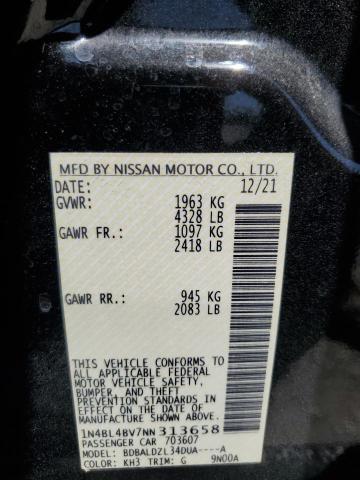 MFD BY NISSAN MOTOR CO., LTD.
DATE: 12/21
GVWR: 1963 KG
4328 LB
GAWR FR.: 1097 KG
2418 LB
GAWR RR.: 945 KG
2083 LB
THIS VEHICLE CONFORMS TO
ALL APPLICABLE FEDERAL
MOTOR VEHICLE SAFETY,
BUMPER, AND THEFT
PREVENTION STANDARDS IN
EFFECT ON THE DATE OF
MANUFACTURE SHOWN ABOVE.
1N4BL4BV7NN313658
PASSENGER CAR 703607
MODEL: BDBALDZL34DUA----A
COLOR: KH3 TRIM: G 9N00A